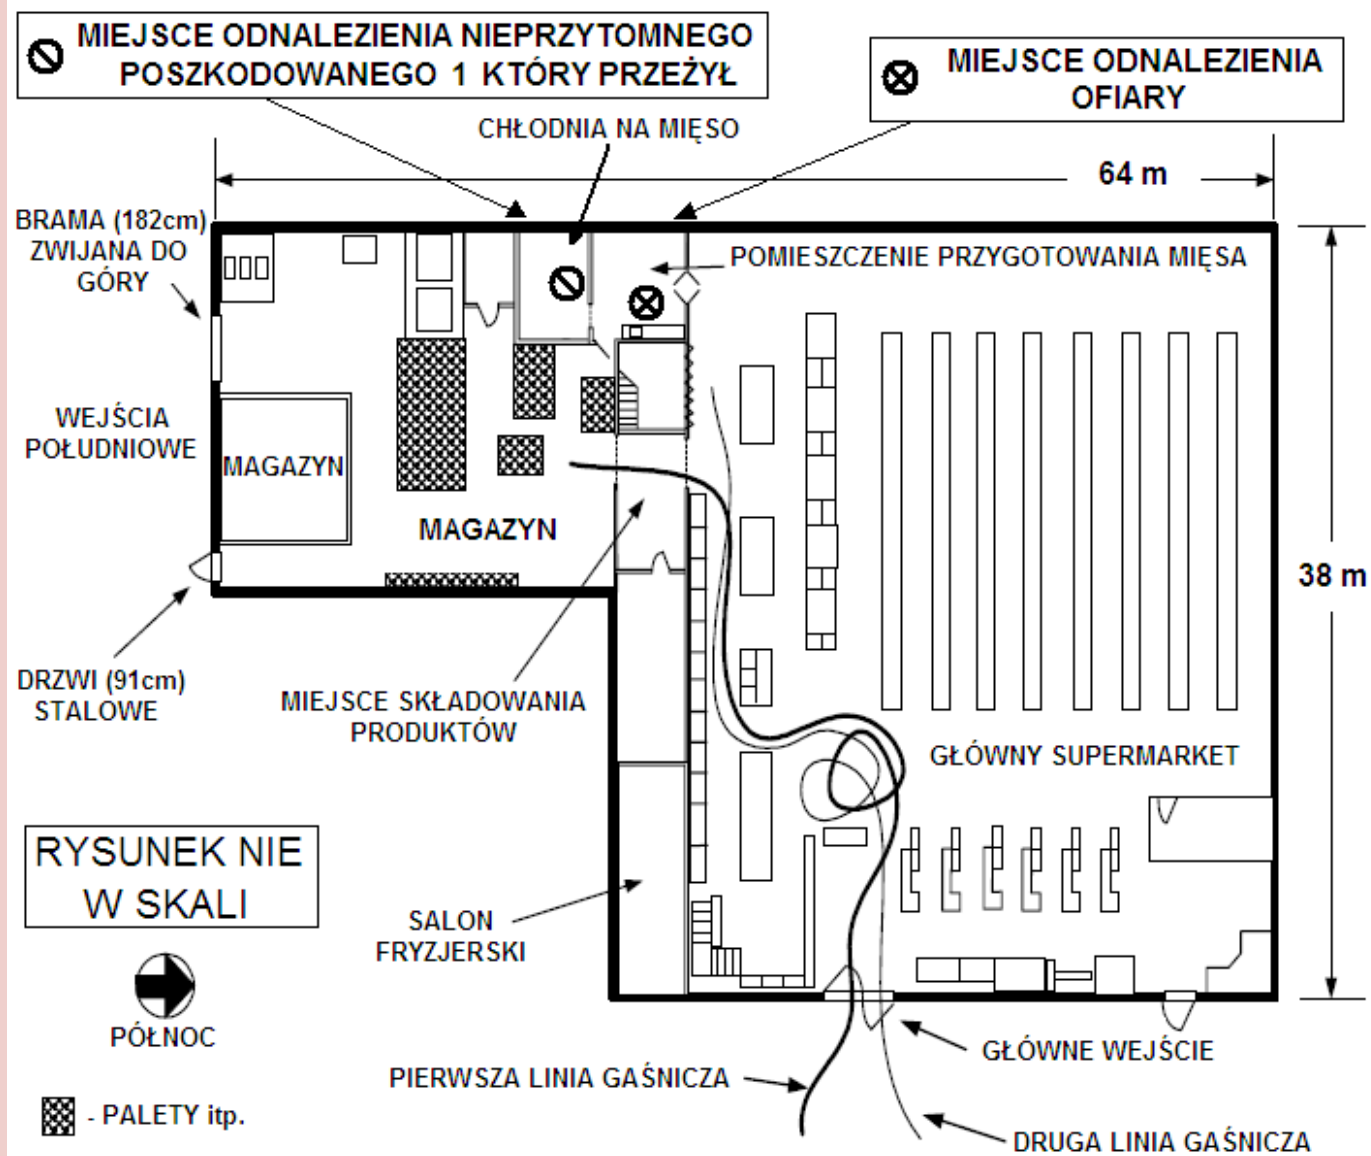 MIEJSCE ODNALEZIENIA NIEPRZYTOMNEGO
POSZKODOWANEGO 1 KTÓRY PRZEŻYŁ
MIEJSCE ODNALEZIENIA
OFIARY
CHŁODNIA NA MIĘSO
64 m
BRAMA (182cm)
ZWIJANA DO
GÓRY
POMIESZCZENIE PRZYGOTOWANIA MIĘSA
WEJŚCIA
POŁUDNIOWE
MAGAZYN
MAGAZYN
38 m
DRZWI (91cm)
STALOWE
MIEJSCE SKŁADOWANIA
PRODUKTÓW
GŁÓWNY SUPERMARKET
RYSUNEK NIE
W SKALI
SALON
FRYZJERSKI
PÓŁNOC
GŁÓWNE WEJŚCIE
PIERWSZA LINIA GAŚNICZA
- PALETY itp.
DRUGA LINIA GAŚNICZA